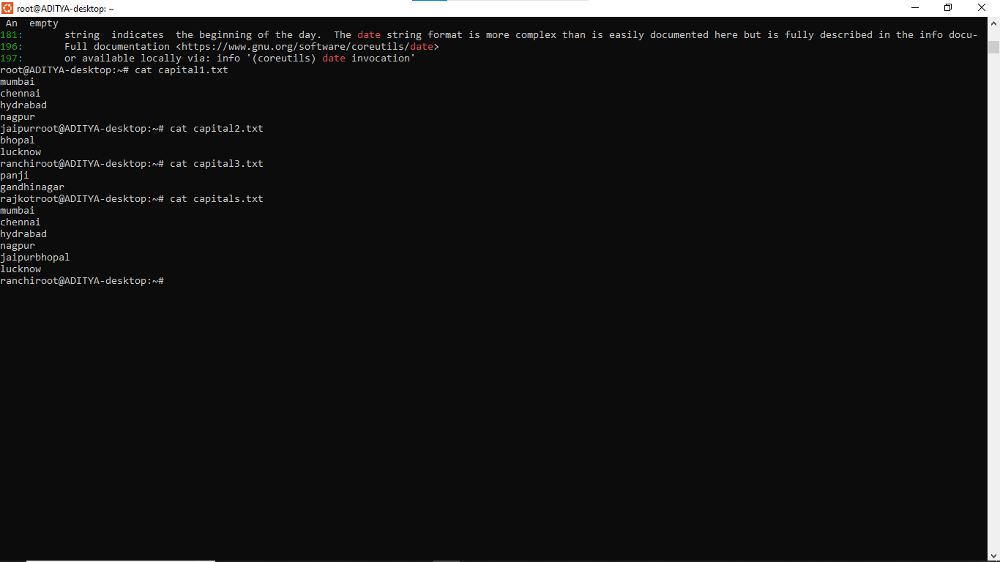 root@ADITYA-desktop: ~
An  empty
181:       string  indicates  the beginning of the day.  The date string format is more complex than is easily documented here but is fully described in the info docu-
196:       Full documentation <https://www.gnu.org/software/coreutils/date>
197:       or available locally via: info '(coreutils) date invocation'
root@ADITYA-desktop:~# cat capital1.txt
mumbai
chennai
hydrabad
nagpur
jaipurroot@ADITYA-desktop:~# cat capital2.txt
bhopal
lucknow
ranchiroot@ADITYA-desktop:~# cat capital3.txt
panji
gandhinagar
rajkotroot@ADITYA-desktop:~# cat capitals.txt
mumbai
chennai
hydrabad
nagpur
jaipurbhopal
lucknow
ranchiroot@ADITYA-desktop:~#